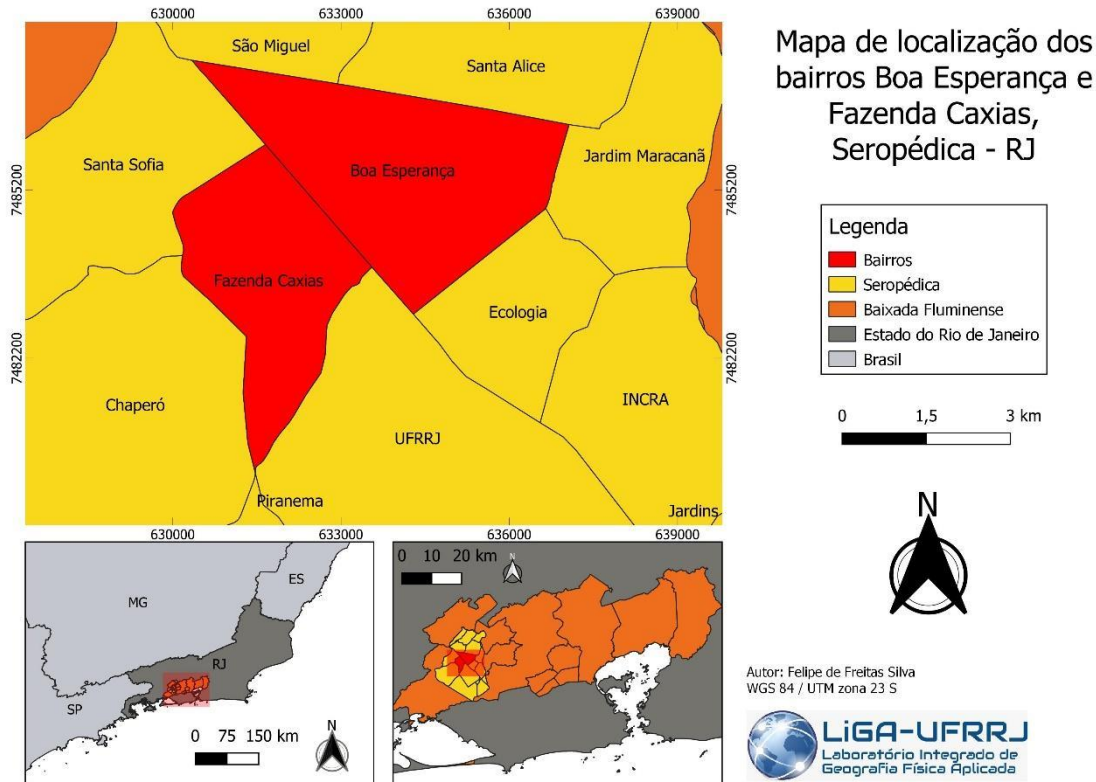 630000
633000
636000
639000
São Miguel
Santa Alice
Santa Sofia
Boa Esperança
Jardim Maracanã
7485200
7485200
Fazenda Caxias
Ecologia
7482200
7482200
Chaperó
UFRRJ
INCRA
Piranema
Jardins
630000
633000
636000
639000
Mapa de localização dos
bairros Boa Esperança e
Fazenda Caxias,
Seropédica - RJ
Legenda
Bairros
Seropédica
Baixada Fluminense
Estado do Rio de Janeiro
Brasil
0 1,5 3 km
N
MG
ES
RJ
SP
0 75 150 km
N
0 10 20 km
N
Autor: Felipe de Freitas Silva
WGS 84 / UTM zona 23 S
LiGA-UFRRJ
Laboratório Integrado de
Geografia Física Aplicada